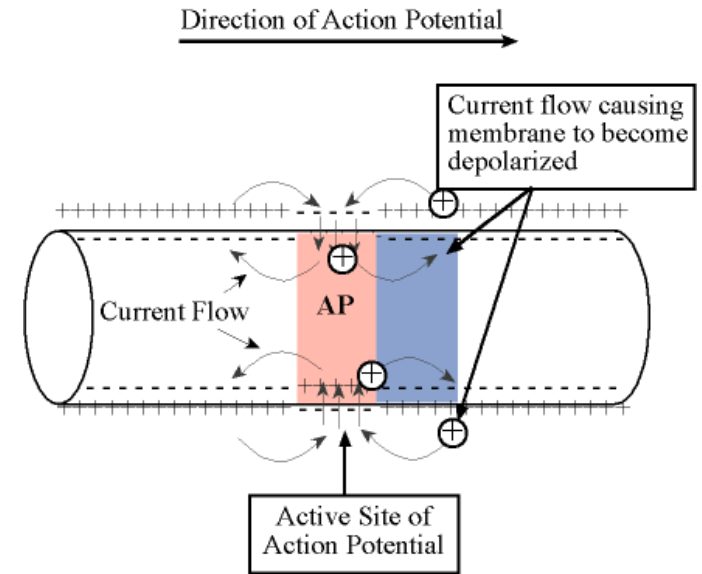 Direction of Action Potential
Current flow causing
membrane to become
depolarized
AP
Current Flow
Active Site of
Action Potential